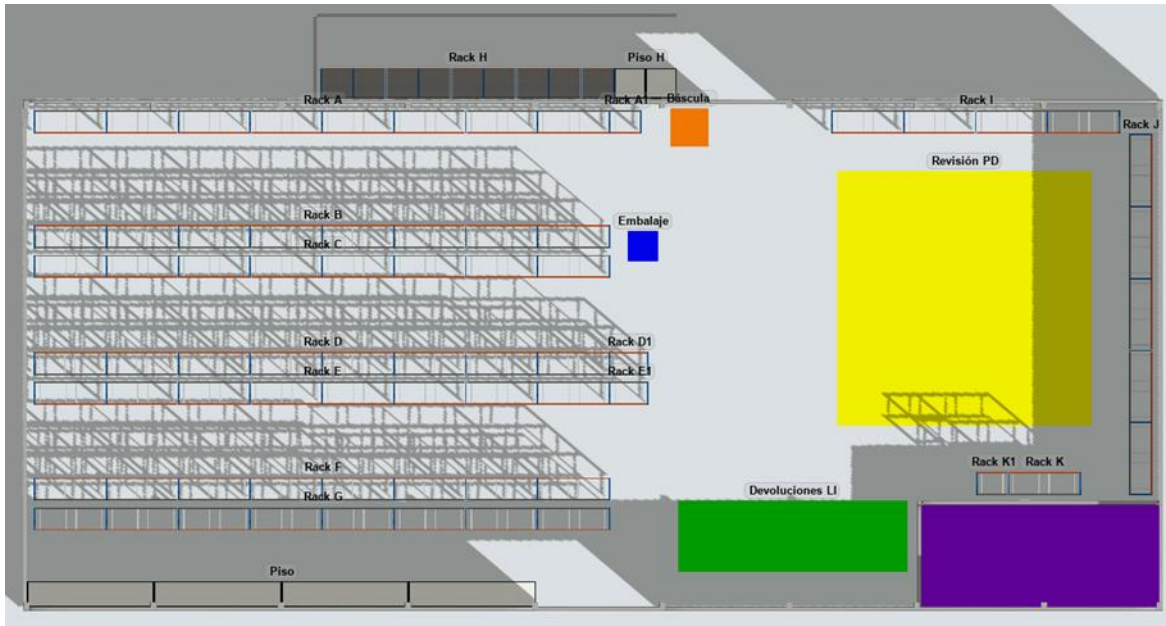 Rack H
Piso H
Rack A
Rack A1
Báscula
Rack I
Rack J
Revisión PD
Rack B
Embalaje
Rack C
Rack D
Rack D1
Rack E
Rack E1
Rack F
Rack K1
Rack K
Rack G
Devoluciones LI
Piso